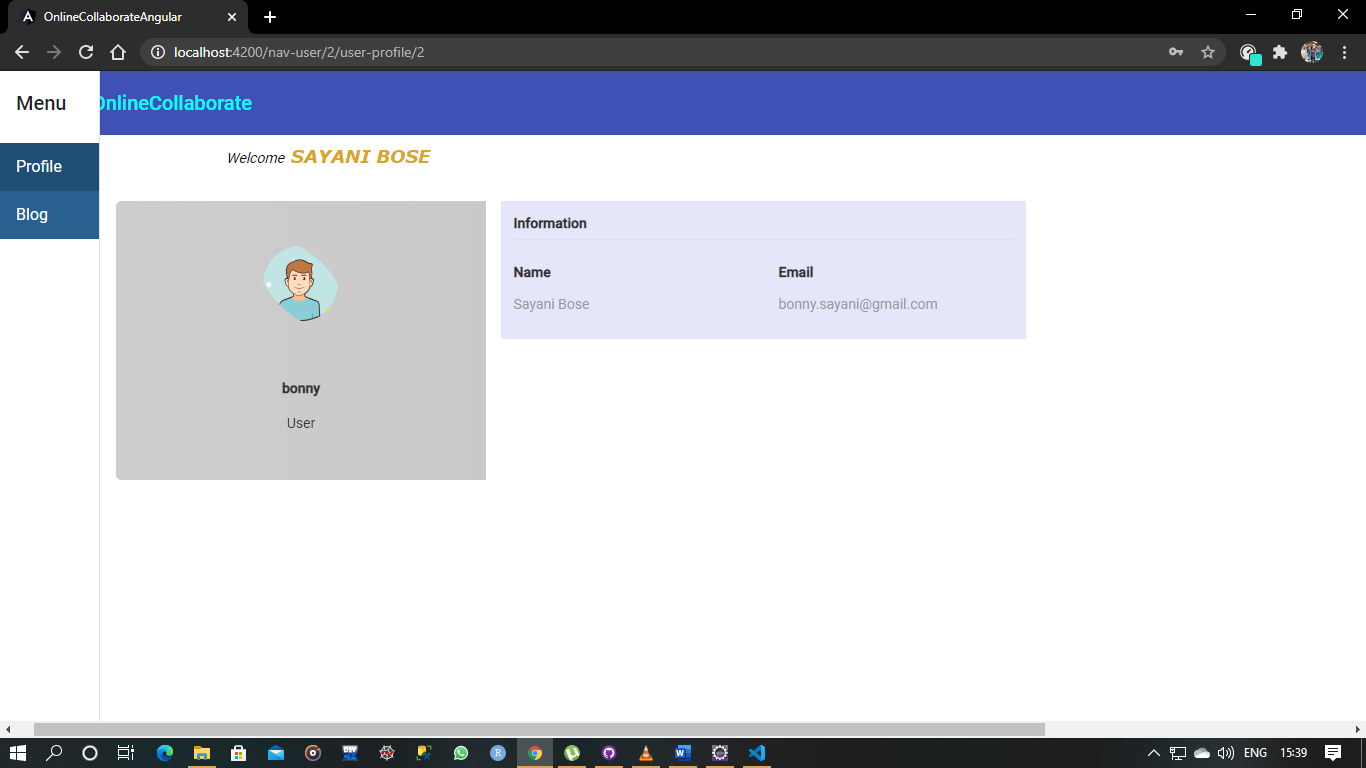 OnlineCollaborateAngular
localhost:4200/nav-user/2/user-profile/2
Menu
OnlineCollaborate
Profile
Blog
Welcome SAYANI BOSE
bonny
User
Information
Name Email
Sayani Bose bonny.sayani@gmail.com
ENG 15:39